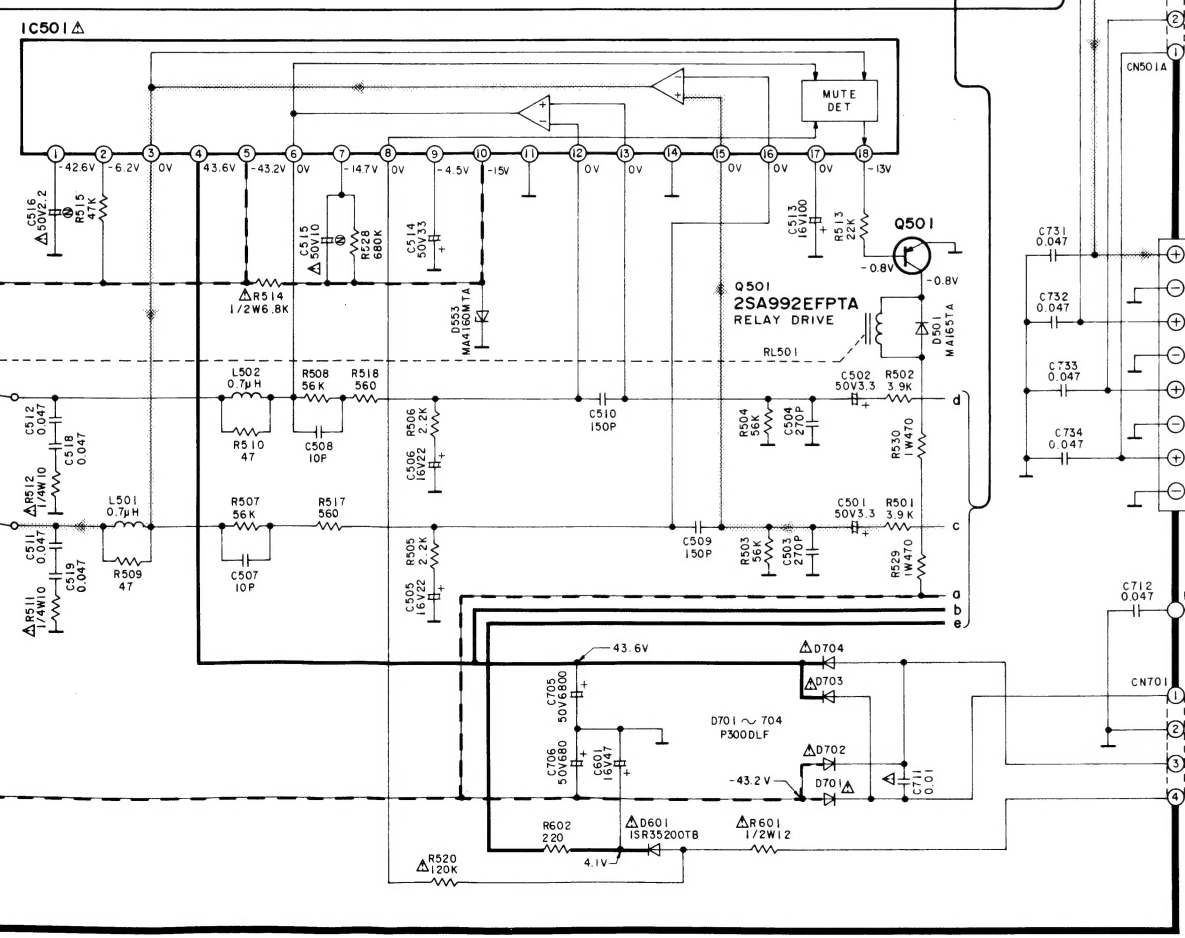 IC501⚠
MUTE
DET
1 2 3 4 5 6 7 8 9 10 11 12 13 14 15 16 17 18
-42.6V -6.2V 0V 43.6V -43.2V 0V -14.7V 0V -4.5V -15V 0V 0V 0V 0V 0V -13V
2
1
CN501A
C516
⚠50V2.2
N
R515
47K
C515
⚠50V10
N
R528
680K
C514
50V33
+
C513
16V100
+
R513
22K
Q501
-0.8V
-0.8V
⚠R514
1/2W6.8K
D553
MA4160MTA
Q501
2SA992EFPTA
RELAY DRIVE
D501
MA165TA
RL501
C731
0.047
C732
0.047
C733
0.047
C734
0.047
+
−
+
−
+
−
+
−
L502
0.7μH
R508
56K
R518
560
C502
50V3.3
+
R502
3.9K
d
C512
0.047
C518
0.047
⚠R512
1/4W10
R510
47
C508
10P
R506
2.2K
C506
16V22
+
C510
150P
R504
56K
C504
270P
R530
1W470
L501
0.7μH
R507
56K
R517
560
C501
50V3.3
+
R501
3.9K
c
C511
0.047
C519
0.047
⚠R511
1/4W10
R509
47
C507
10P
R505
2.2K
C505
16V22
+
C509
150P
R503
56K
C503
270P
R529
1W470
a
b
e
C712
0.047
43.6V
⚠D704
⚠D703
C705
50V6800
+
D701 ~ 704
P300DLF
CN701
1
2
3
4
C706
50V680
+
C601
16V47
+
⚠D702
-43.2V
D701⚠
⚠
C711
0.01
R602
220
⚠D601
1SR35200TB
4.1V
⚠R601
1/2W12
⚠R520
120K